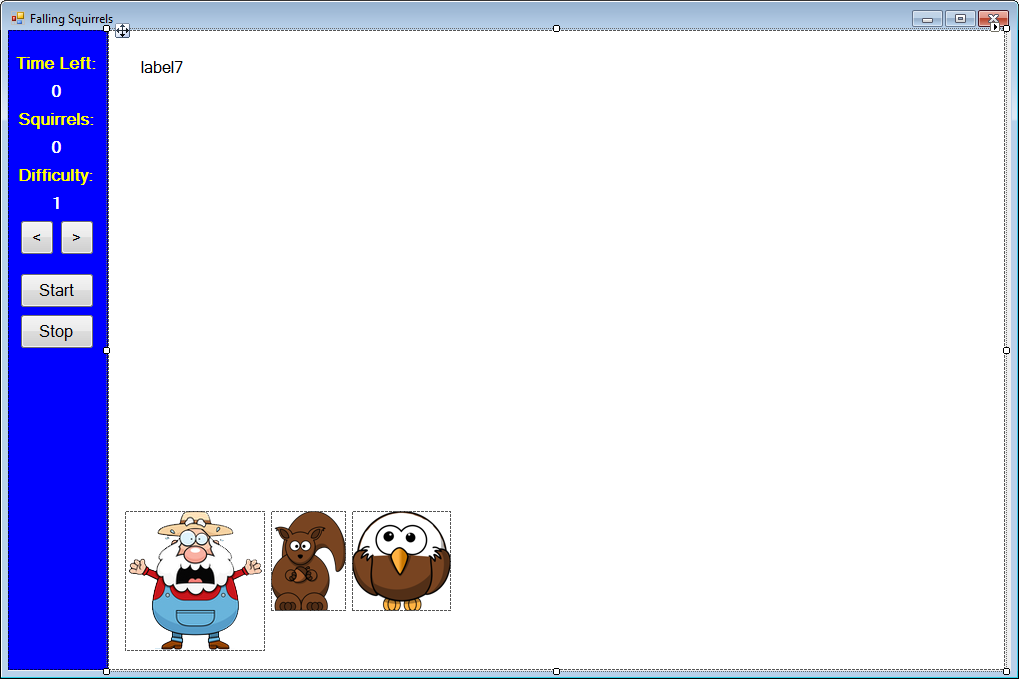 Falling Squirrels
Time Left:
0
Squirrels:
0
Difficulty:
1
< >
Start
Stop
label7